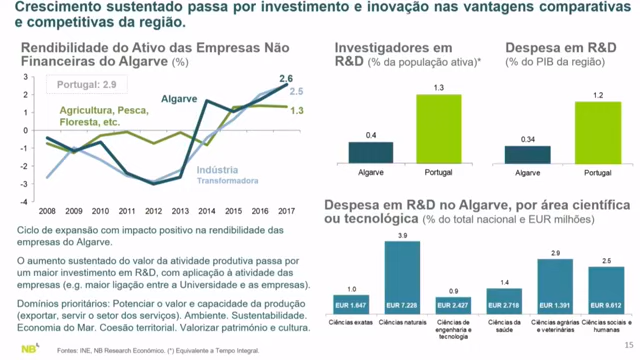 Crescimento sustentado passa por investimento e inovação nas vantagens comparativas
e competitivas da região.
Rendibilidade do Ativo das Empresas Não
Financeiras do Algarve (%)
3
2
1
0
-1
-2
-3
-4
Portugal: 2.9
Agricultura, Pesca,
Floresta, etc.
Algarve
2.6
2.5
1.3
Indústria
Transformadora
2008 2009 2010 2011 2012 2013 2014 2015 2016 2017
Ciclo de expansão com impacto positivo na rendibilidade das
empresas do Algarve.
O aumento sustentado do valor da atividade produtiva passa por
um maior investimento em R&D, com aplicação à atividade das
empresas (e.g. maior ligação entre a Universidade e as empresas).
Domínios prioritários: Potenciar o valor e capacidade da produção
(exportar, servir o setor dos serviços). Ambiente. Sustentabilidade.
Economia do Mar. Coesão territorial. Valorizar património e cultura.
Investigadores em
R&D (% da população ativa)*
0.4
1.3
Algarve Portugal
Despesa em R&D
(% do PIB da região)
0.34
1.2
Algarve Portugal
Despesa em R&D no Algarve, por área científica
ou tecnológica (% do total nacional e EUR milhões)
1.0 3.9 0.9 1.4 2.9 2.5
EUR 1.647 EUR 7.228 EUR 2.427 EUR 2.718 EUR 1.391 EUR 9.612
Ciências exatas
Ciências naturais
Ciências de
engenharia e
tecnologia
Ciências da
saúde
Ciências agrárias
e veterinárias
Ciências sociais e
humanas
NB
Fontes: INE, NB Research Económico. (*) Equivalente a Tempo Integral.
15